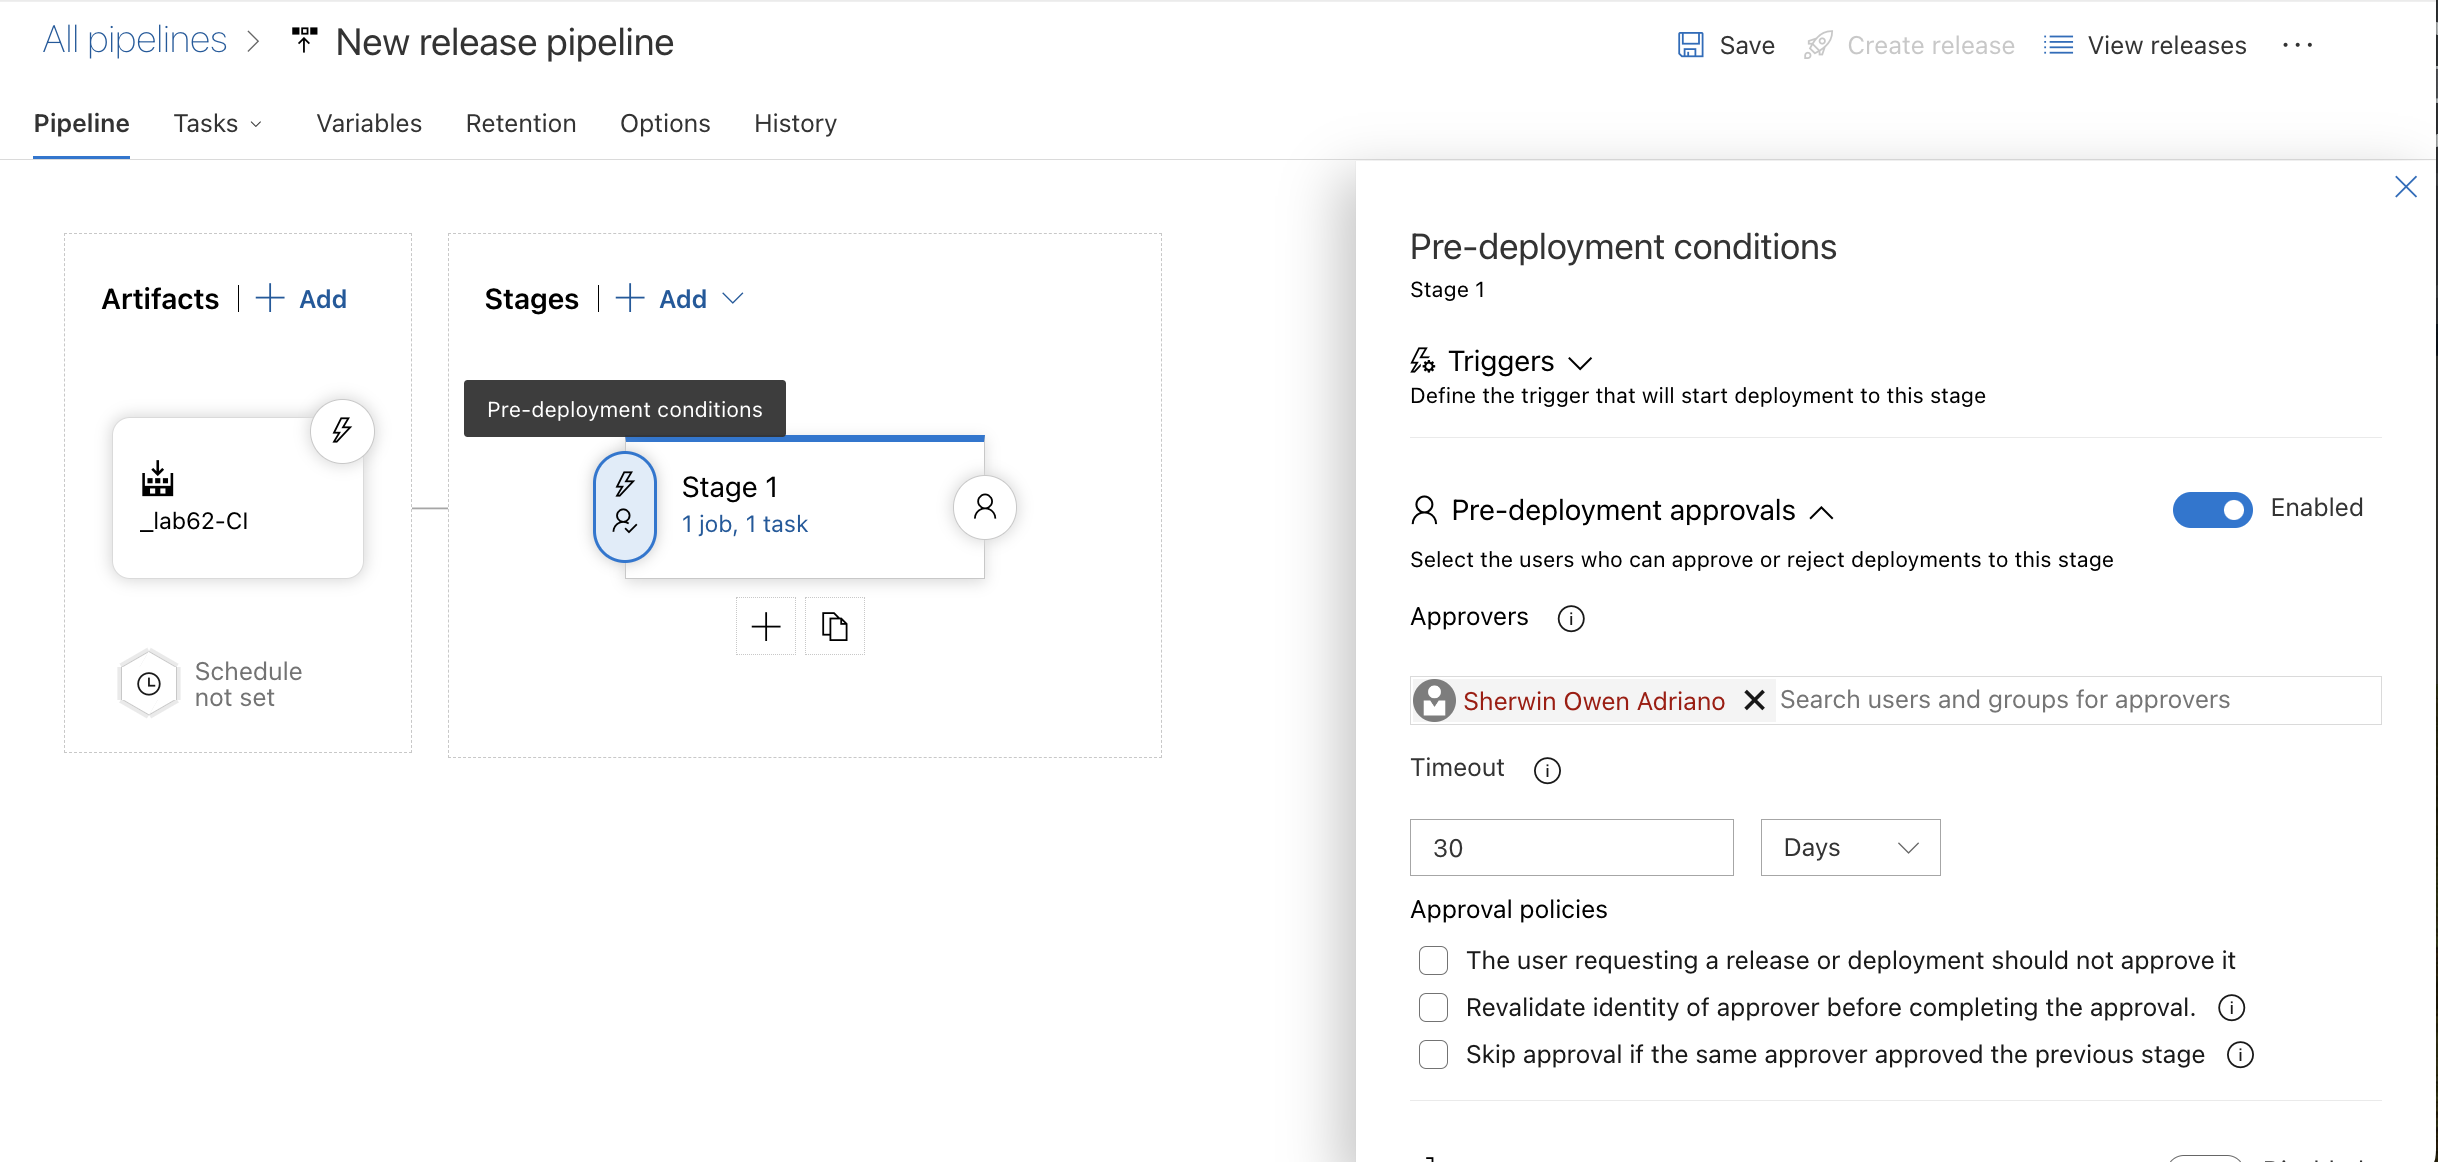 All pipelines > New release pipeline
Save
Create release
View releases
Pipeline
Tasks
Variables
Retention
Options
History
Artifacts
Add
Stages
Add
Pre-deployment conditions
_lab62-CI
Stage 1
1 job, 1 task
Schedule
not set
Pre-deployment conditions
Stage 1
Triggers
Define the trigger that will start deployment to this stage
Pre-deployment approvals
Enabled
Select the users who can approve or reject deployments to this stage
Approvers
Sherwin Owen Adriano
Search users and groups for approvers
Timeout
30
Days
Approval policies
The user requesting a release or deployment should not approve it
Revalidate identity of approver before completing the approval.
Skip approval if the same approver approved the previous stage